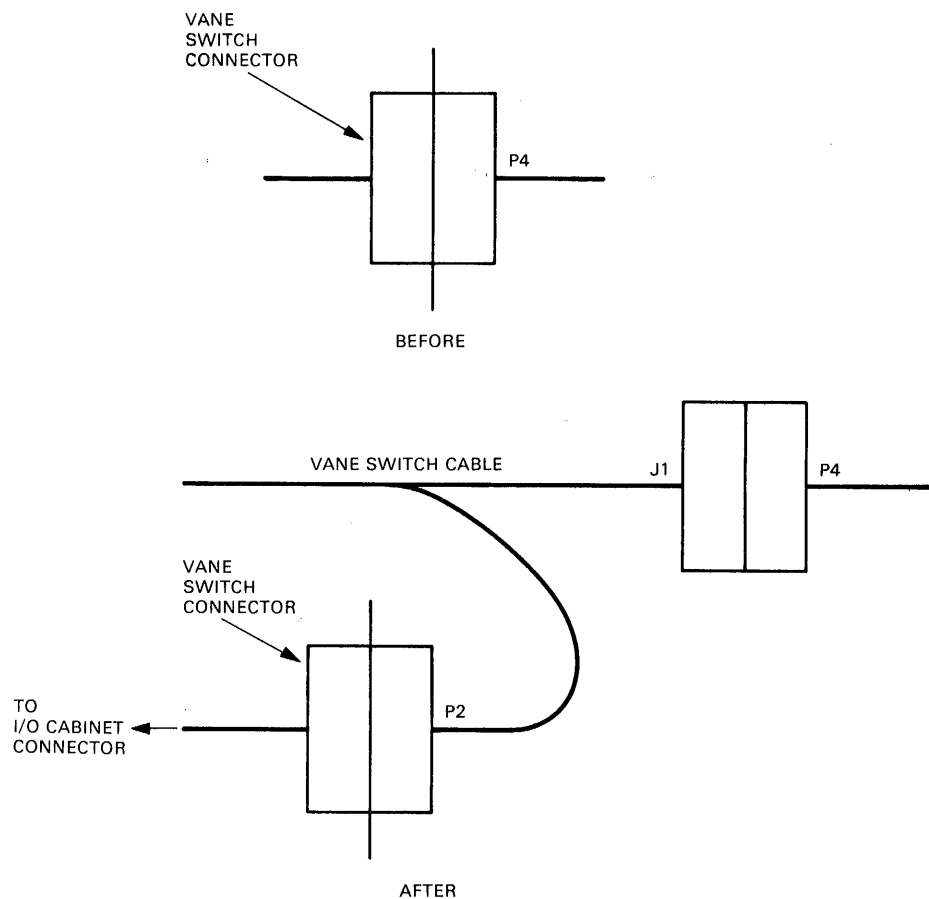 VANE
SWITCH
CONNECTOR
P4
BEFORE
VANE SWITCH CABLE
J1
P4
VANE
SWITCH
CONNECTOR
P2
TO
I/O CABINET
CONNECTOR
AFTER